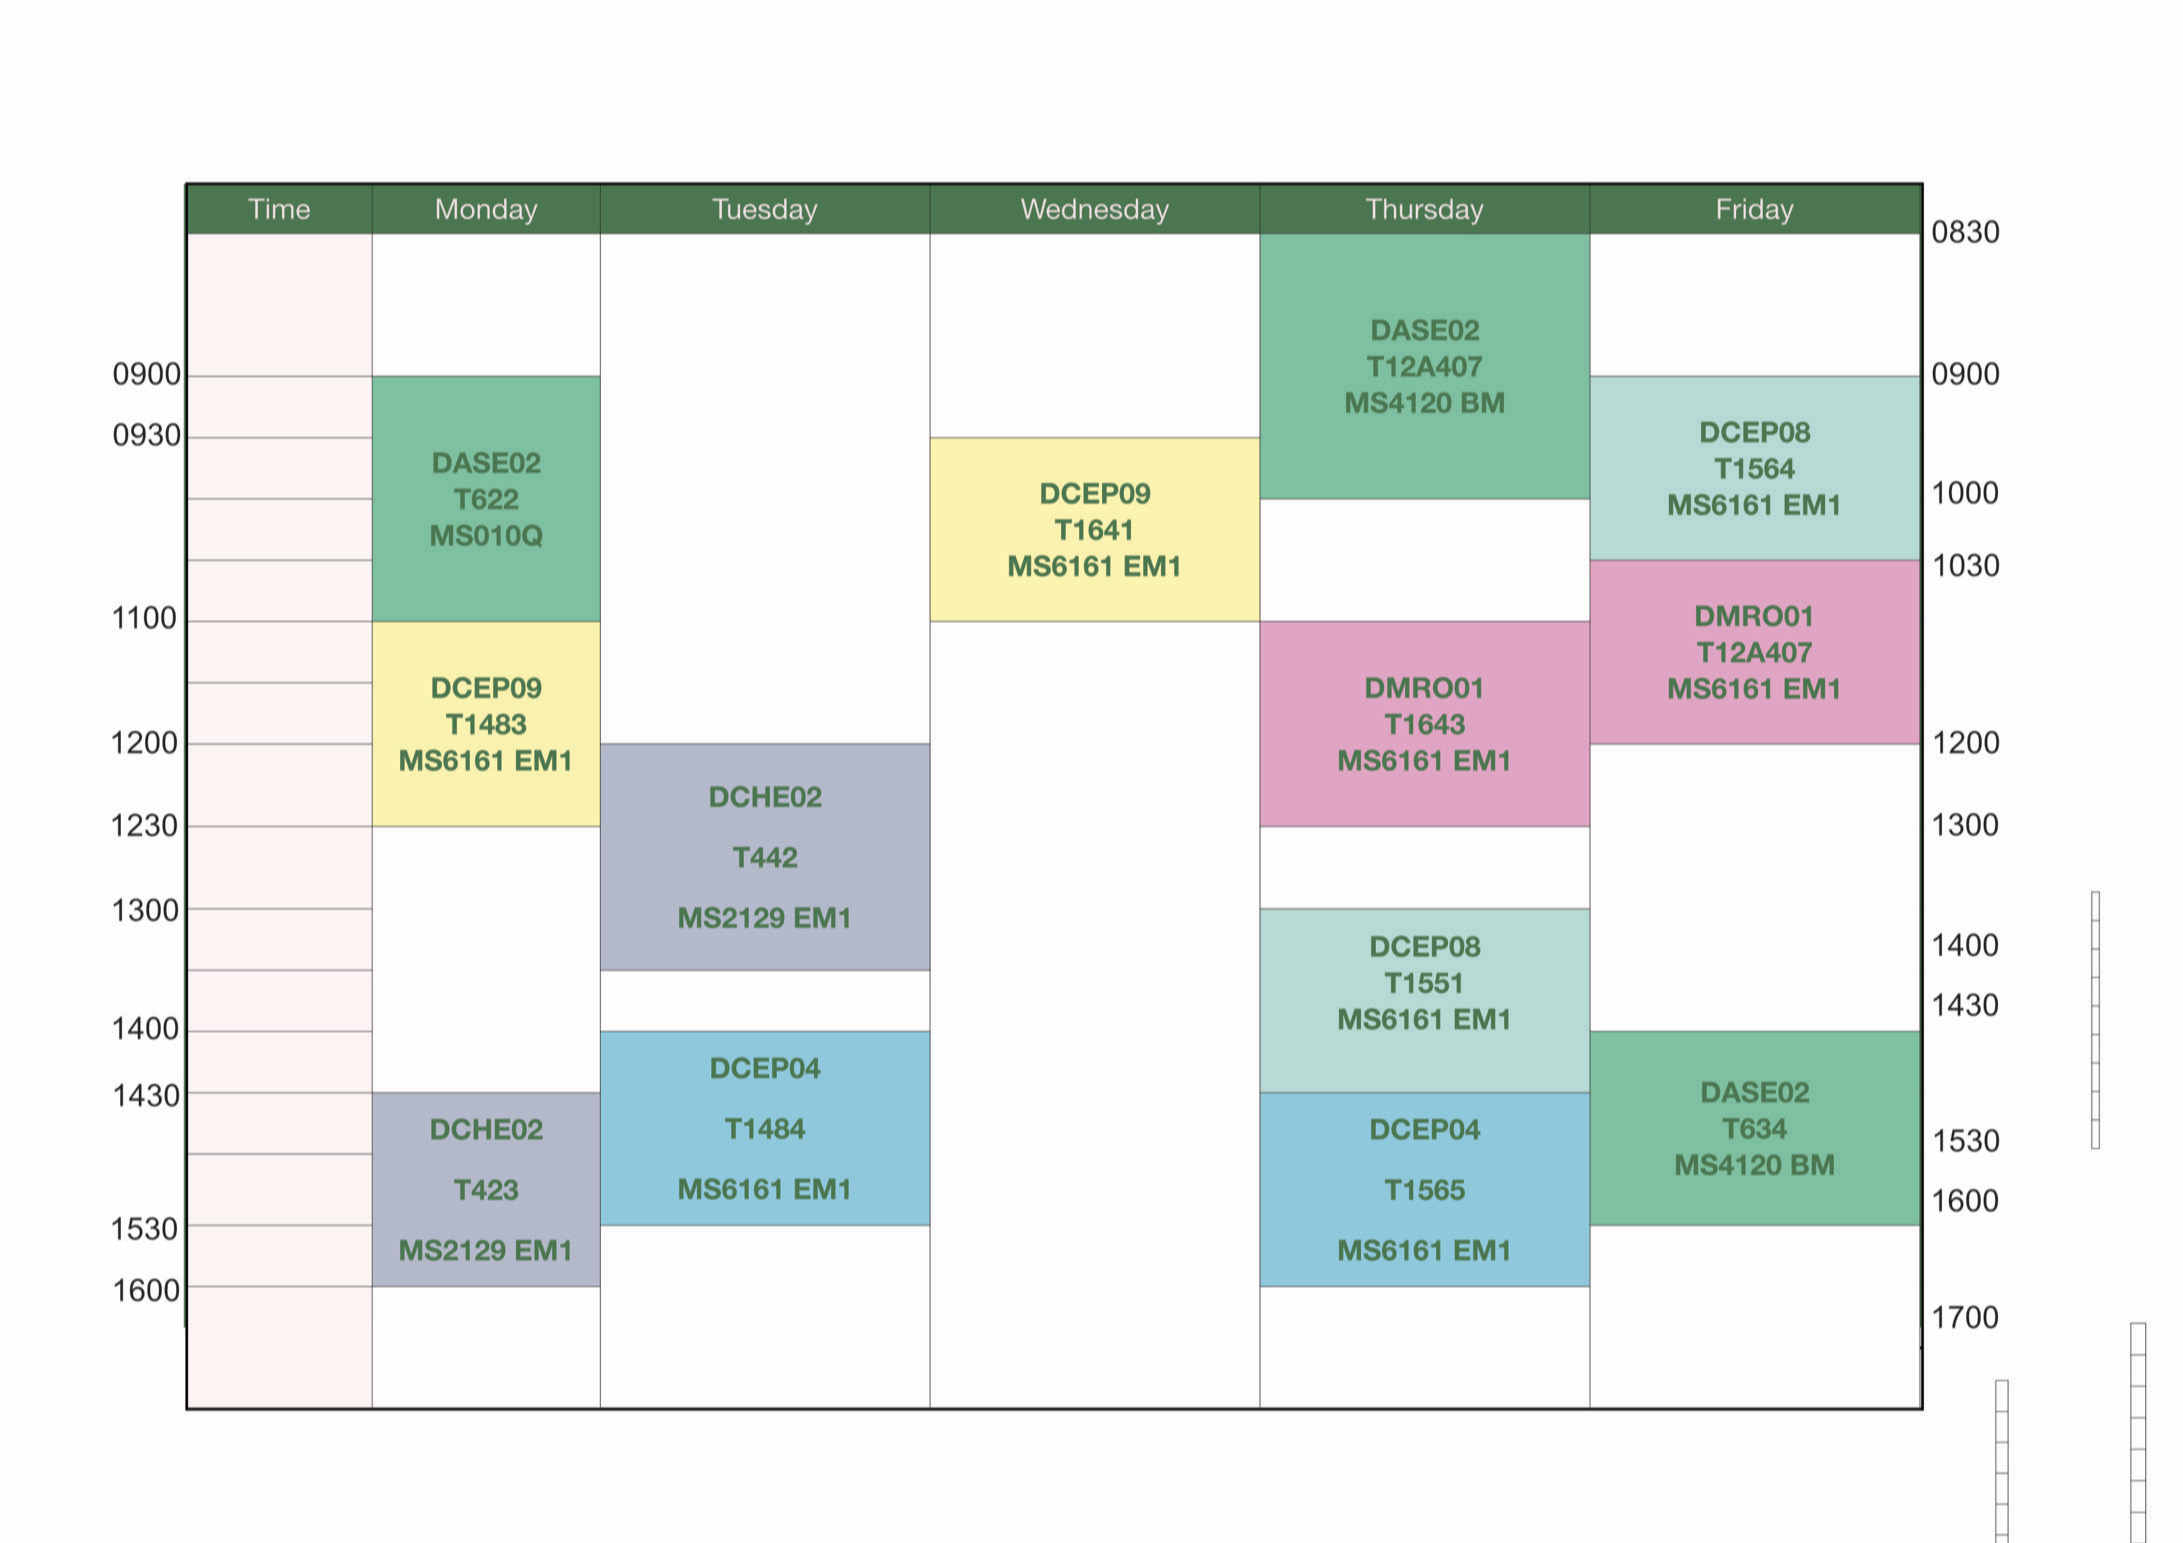 Time Monday Tuesday Wednesday Thursday Friday
0830
DASE02
T12A407
MS4120 BM
0900
0900
0930
DASE02
T622
MS010Q
DCEP09
T1641
MS6161 EM1
DCEP08
T1564
MS6161 EM1
1000
1030
1100
DCEP09
T1483
MS6161 EM1
DMRO01
T1643
MS6161 EM1
DMRO01
T12A407
MS6161 EM1
1200
1200
1230
1300
DCHE02
T442
MS2129 EM1
1300
DCEP08
T1551
MS6161 EM1
1400
1400
1430
1430
DCEP04
T1484
MS6161 EM1
DASE02
T634
MS4120 BM
DCHE02
T423
MS2129 EM1
DCEP04
T1565
MS6161 EM1
1530
1530
1600
1600
1700